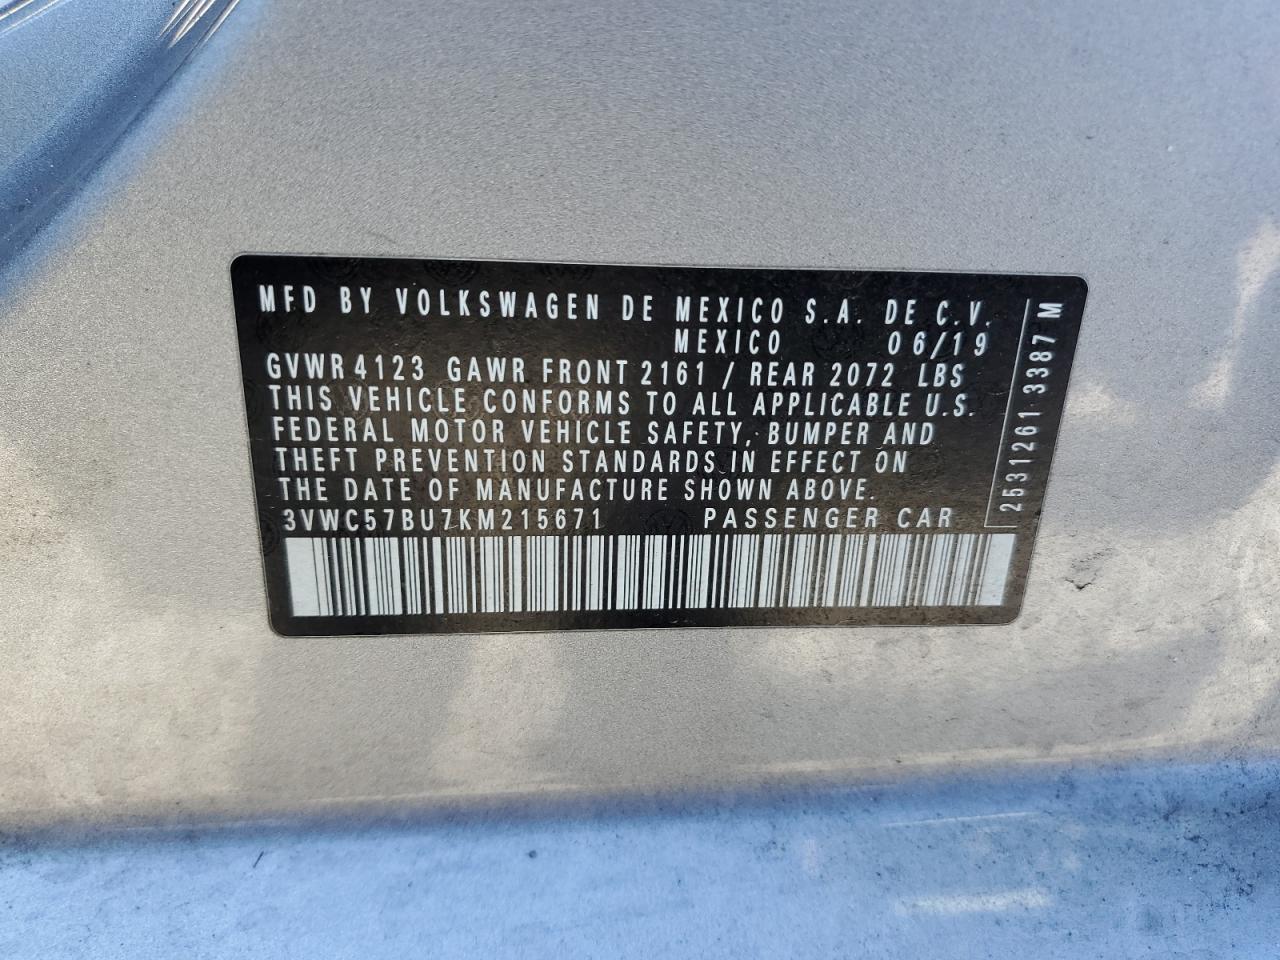 MFD BY VOLKSWAGEN DE MEXICO S.A. DE C.V.
MEXICO 06/19
GVWR 4123 GAWR FRONT 2161 / REAR 2072 LBS
THIS VEHICLE CONFORMS TO ALL APPLICABLE U.S.
FEDERAL MOTOR VEHICLE SAFETY, BUMPER AND
THEFT PREVENTION STANDARDS IN EFFECT ON
THE DATE OF MANUFACTURE SHOWN ABOVE.
3VWC57BU7KM215671 PASSENGER CAR
2531261 3387 M